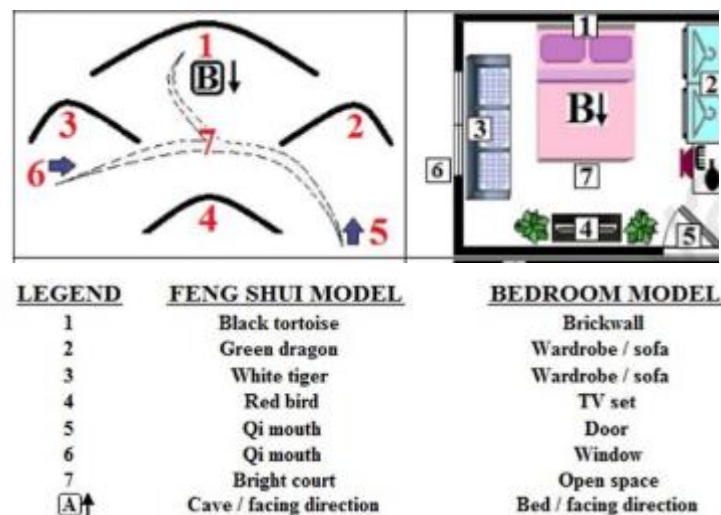 1
B↓
3
2
7
6
4
5
1
2
B↓
3
6
7
4
5
LEGEND FENG SHUI MODEL BEDROOM MODEL
1 Black tortoise Brickwall
2 Green dragon Wardrobe / sofa
3 White tiger Wardrobe / sofa
4 Red bird TV set
5 Qi mouth Door
6 Qi mouth Window
7 Bright court Open space
A↑ Cave / facing direction Bed / facing direction